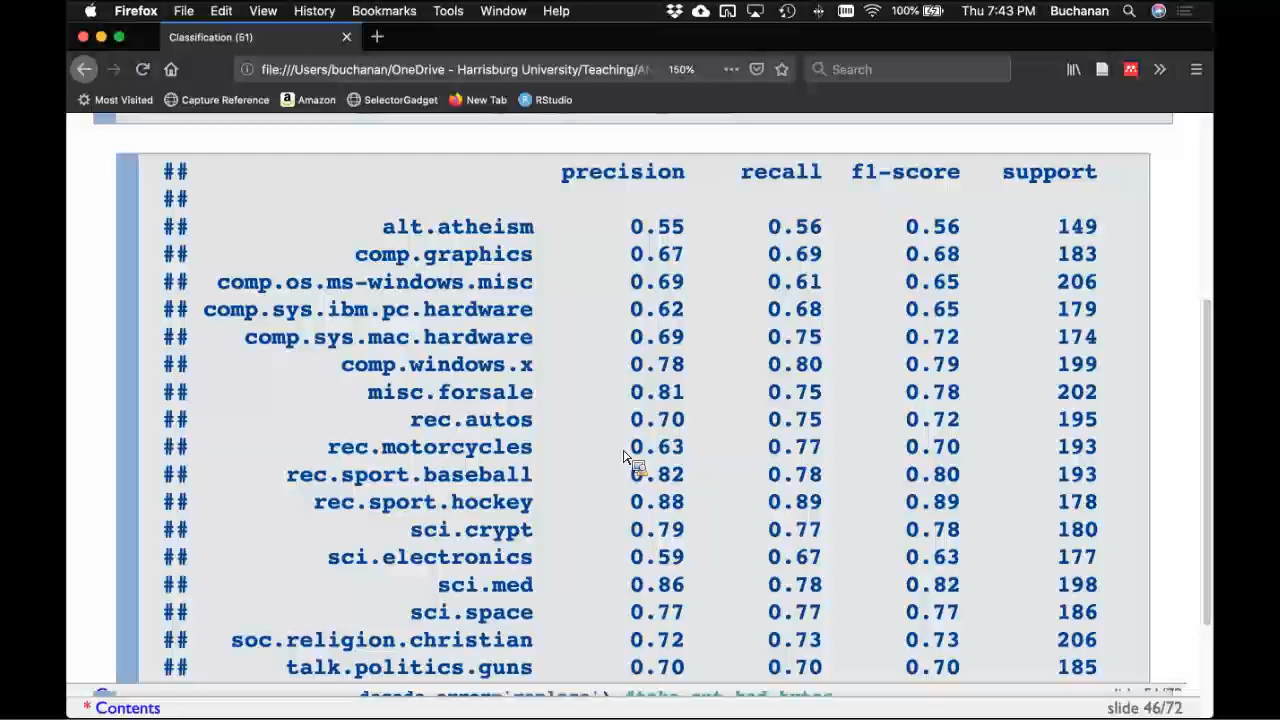 Firefox File Edit View History Bookmarks Tools Window Help 100% Thu 7:43 PM Buchanan
Classification (51)
file:///Users/buchanan/OneDrive - Harrisburg University/Teaching/A 150% Search
Most Visited Capture Reference Amazon SelectorGadget New Tab RStudio
## precision recall f1-score support
##
## alt.atheism 0.55 0.56 0.56 149
## comp.graphics 0.67 0.69 0.68 183
## comp.os.ms-windows.misc 0.69 0.61 0.65 206
## comp.sys.ibm.pc.hardware 0.62 0.68 0.65 179
## comp.sys.mac.hardware 0.69 0.75 0.72 174
## comp.windows.x 0.78 0.80 0.79 199
## misc.forsale 0.81 0.75 0.78 202
## rec.autos 0.70 0.75 0.72 195
## rec.motorcycles 0.63 0.77 0.70 193
## rec.sport.baseball 0.82 0.78 0.80 193
## rec.sport.hockey 0.88 0.89 0.89 178
## sci.crypt 0.79 0.77 0.78 180
## sci.electronics 0.59 0.67 0.63 177
## sci.med 0.86 0.78 0.82 198
## sci.space 0.77 0.77 0.77 186
## soc.religion.christian 0.72 0.73 0.73 206
## talk.politics.guns 0.70 0.70 0.70 185
* Contents slide 46/72